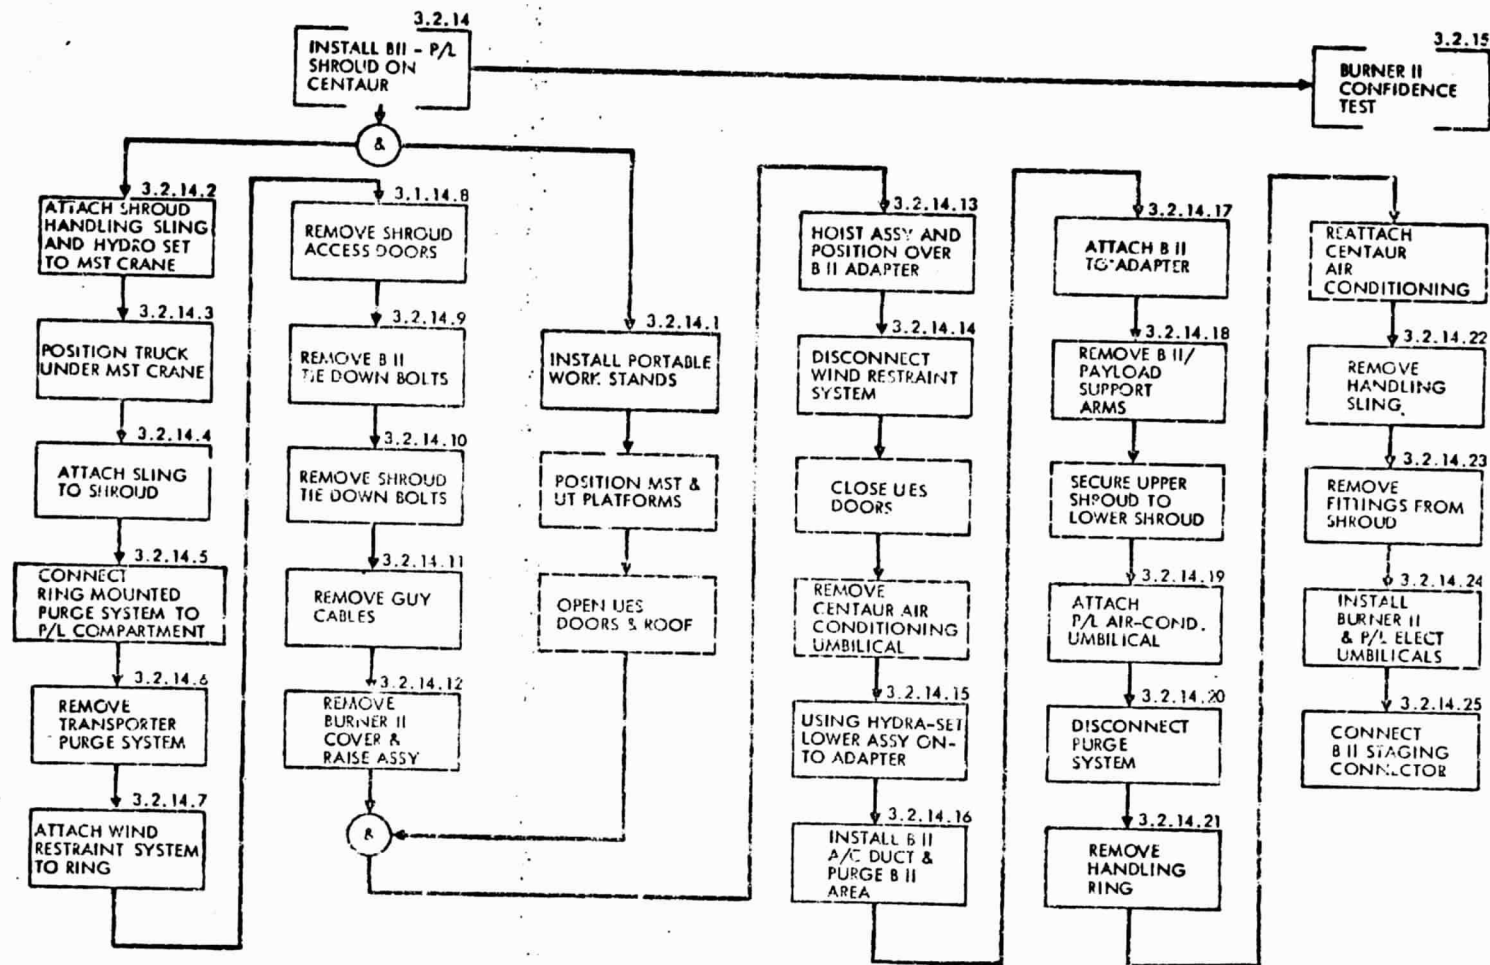 3.2.14
INSTALL BII - P/L
SHROUD ON
CENTAUR
3.2.15
BURNER II
CONFIDENCE
TEST
&
3.2.14.2
ATTACH SHROUD
HANDLING SLING
AND HYDRO SET
TO MST CRANE
3.2.14.3
POSITION TRUCK
UNDER MST CRANE
3.2.14.4
ATTACH SLING
TO SHROUD
3.2.14.5
CONNECT
RING MOUNTED
PURGE SYSTEM TO
P/L COMPARTMENT
3.2.14.6
REMOVE
TRANSPORTER
PURGE SYSTEM
3.2.14.7
ATTACH WIND
RESTRAINT SYSTEM
TO RING
3.1.14.8
REMOVE SHROUD
ACCESS DOORS
3.2.14.9
REMOVE B II
TIE DOWN BOLTS
3.2.14.10
REMOVE SHROUD
TIE DOWN BOLTS
3.2.14.11
REMOVE GUY
CABLES
3.2.14.12
REMOVE
BURNER II
COVER &
RAISE ASSY
&
3.2.14.1
INSTALL PORTABLE
WORK STANDS
POSITION MST &
UT PLATFORMS
OPEN UES
DOORS & ROOF
3.2.14.13
HOIST ASSY AND
POSITION OVER
B II ADAPTER
3.2.14.14
DISCONNECT
WIND RESTRAINT
SYSTEM
CLOSE UES
DOORS
REMOVE
CENTAUR AIR
CONDITIONING
UMBILICAL
3.2.14.15
USING HYDRA-SET
LOWER ASSY ON-
TO ADAPTER
3.2.14.16
INSTALL B II
A/C DUCT &
PURGE B II
AREA
3.2.14.17
ATTACH B II
TO ADAPTER
3.2.14.18
REMOVE B II/
PAYLOAD
SUPPORT
ARMS
SECURE UPPER
SHROUD TO
LOWER SHROUD
3.2.14.19
ATTACH
P/L AIR-COND.
UMBILICAL
3.2.14.20
DISCONNECT
PURGE
SYSTEM
3.2.14.21
REMOVE
HANDLING
RING
REATTACH
CENTAUR
AIR
CONDITIONING
3.2.14.22
REMOVE
HANDLING
SLING
3.2.14.23
REMOVE
FITTINGS FROM
SHROUD
3.2.14.24
INSTALL
BURNER II
& P/L ELECT
UMBILICALS
3.2.14.25
CONNECT
B II STAGING
CONNECTOR